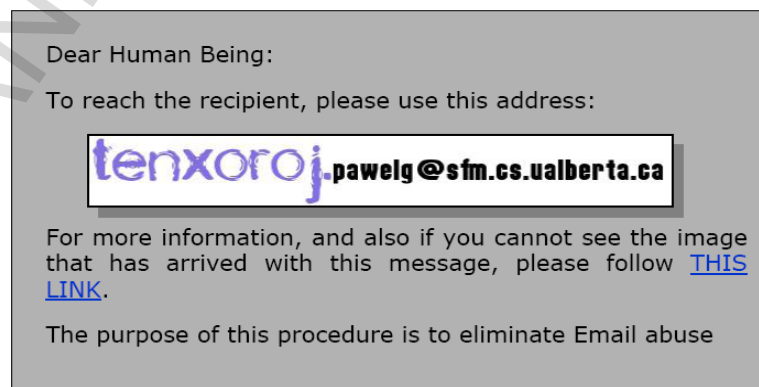 Dear Human Being:
To reach the recipient, please use this address:
tenxoroj.pawelg@sfm.cs.ualberta.ca
For more information, and also if you cannot see the image
that has arrived with this message, please follow THIS
LINK.
The purpose of this procedure is to eliminate Email abuse